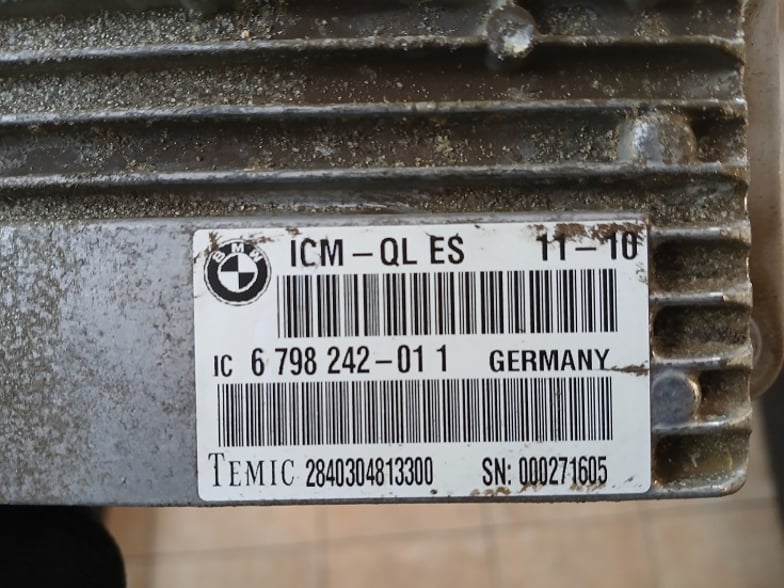 BMW
ICM – QL ES 11 – 10
IC 6 798 242 – 01 1 GERMANY
TEMIC 2840304813300 SN: 000271605